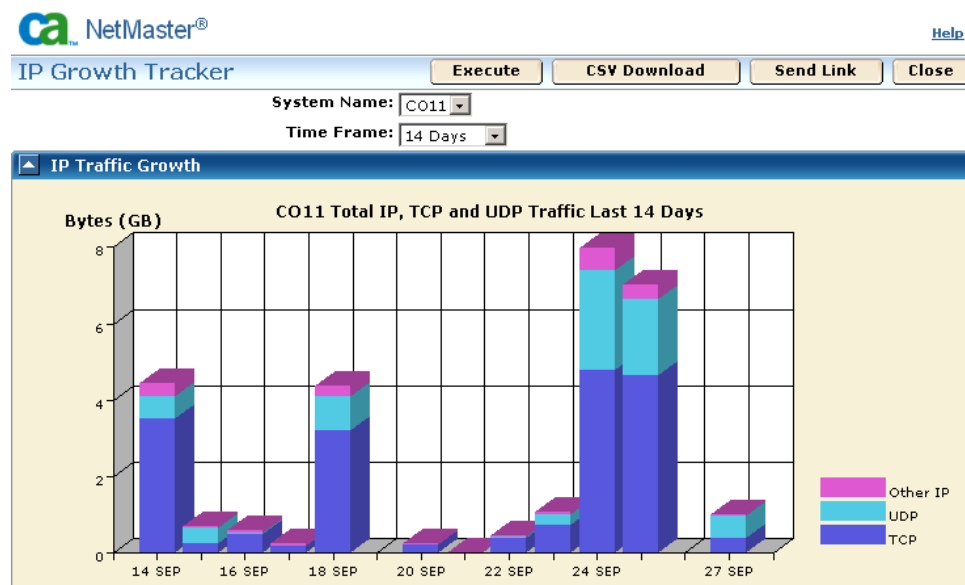 ca™ NetMaster®
Help
IP Growth Tracker
Execute
CSV Download
Send Link
Close
System Name: CO11
Time Frame: 14 Days
IP Traffic Growth
CO11 Total IP, TCP and UDP Traffic Last 14 Days
Bytes (GB)
8
6
4
2
0
14 SEP 16 SEP 18 SEP 20 SEP 22 SEP 24 SEP 27 SEP
Other IP
UDP
TCP